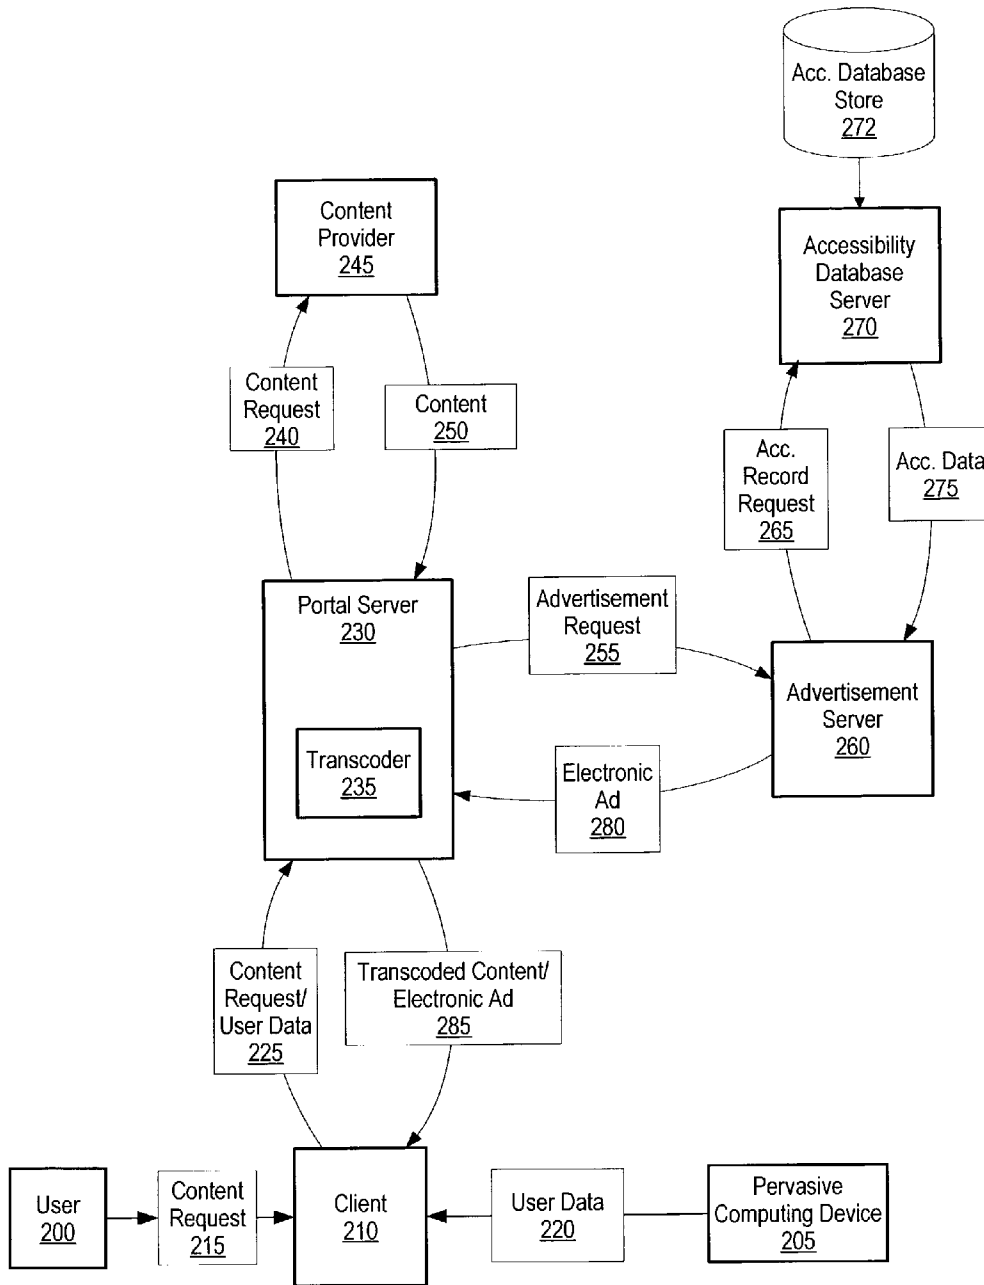 Acc. Database
Store
272
Content
Provider
245
Accessibility
Database
Server
270
Content
Request
240
Content
250
Acc.
Record
Request
265
Acc. Data
275
Portal Server
230
Advertisement
Request
255
Advertisement
Server
260
Transcoder
235
Electronic
Ad
280
Content
Request/
User Data
225
Transcoded Content/
Electronic Ad
285
User
200
Content
Request
215
Client
210
User Data
220
Pervasive
Computing Device
205